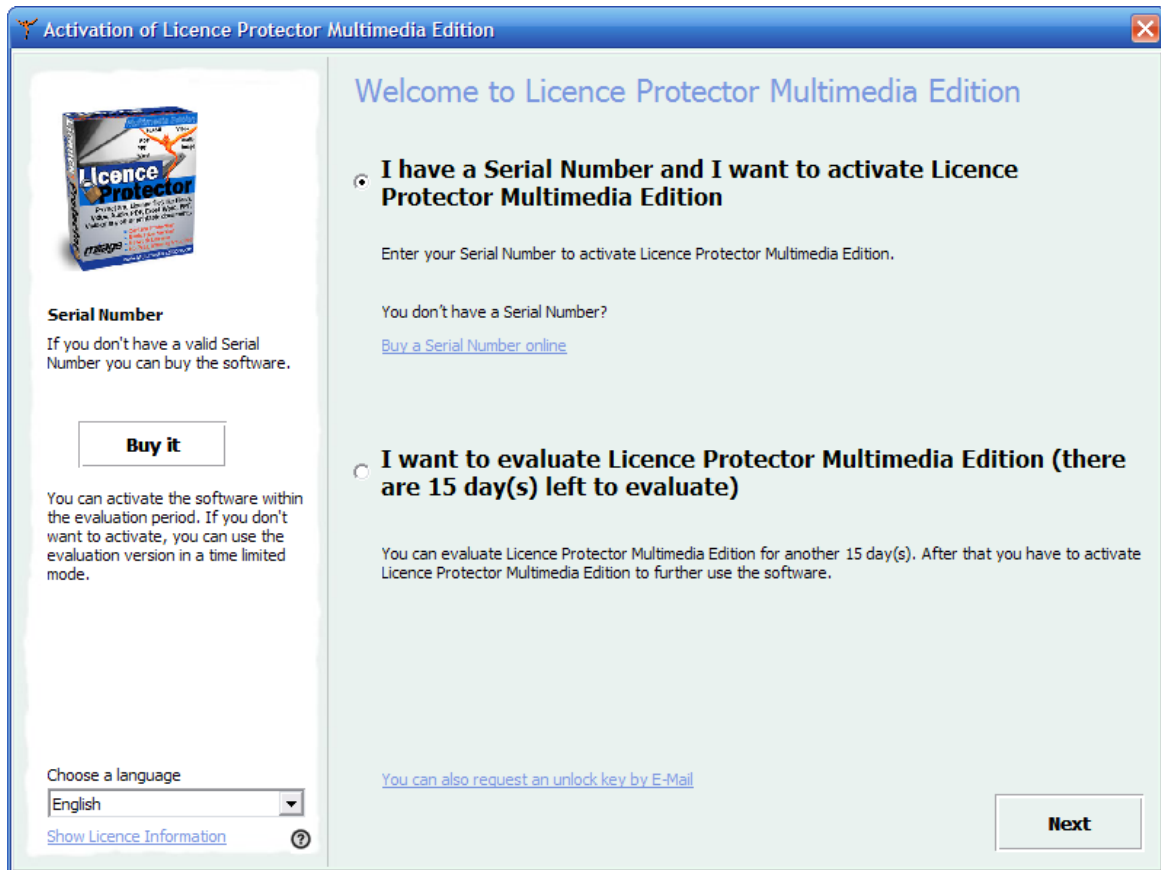 Activation of Licence Protector Multimedia Edition
Multimedia Edition
Licence
Protector
mirage
Serial Number
If you don't have a valid Serial
Number you can buy the software.
Buy it
You can activate the software within
the evaluation period. If you don't
want to activate, you can use the
evaluation version in a time limited
mode.
Choose a language
English
Show Licence Information
?
Welcome to Licence Protector Multimedia Edition
I have a Serial Number and I want to activate Licence
Protector Multimedia Edition
Enter your Serial Number to activate Licence Protector Multimedia Edition.
You don't have a Serial Number?
Buy a Serial Number online
I want to evaluate Licence Protector Multimedia Edition (there
are 15 day(s) left to evaluate)
You can evaluate Licence Protector Multimedia Edition for another 15 day(s). After that you have to activate
Licence Protector Multimedia Edition to further use the software.
You can also request an unlock key by E-Mail
Next